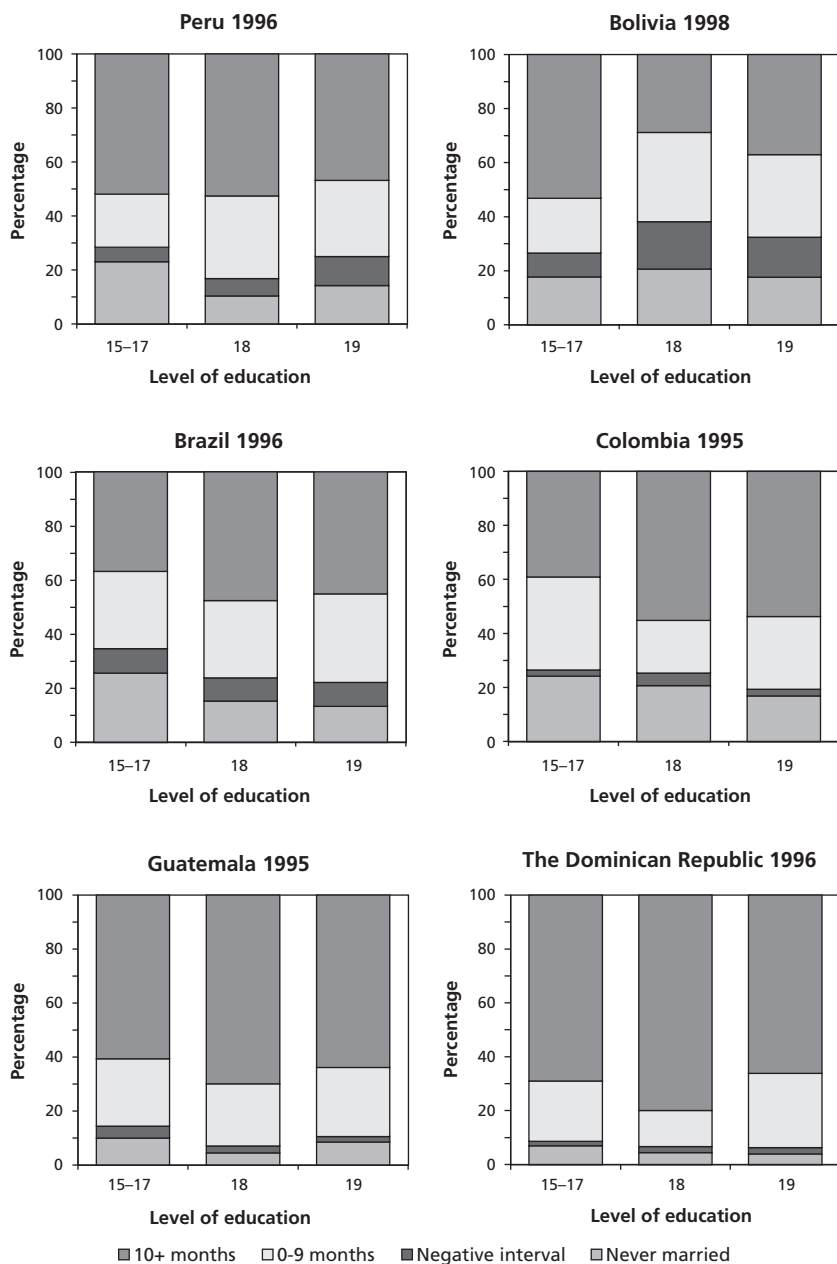 Peru 1996
100
80
60
40
20
0
Percentage
15–17 18 19
Level of education
Bolivia 1998
100
80
60
40
20
0
Percentage
15–17 18 19
Level of education
Brazil 1996
100
80
60
40
20
0
Percentage
15–17 18 19
Level of education
Colombia 1995
100
80
60
40
20
0
Percentage
15–17 18 19
Level of education
Guatemala 1995
100
80
60
40
20
0
Percentage
15–17 18 19
Level of education
The Dominican Republic 1996
100
80
60
40
20
0
Percentage
15–17 18 19
Level of education
10+ months 0-9 months Negative interval Never married